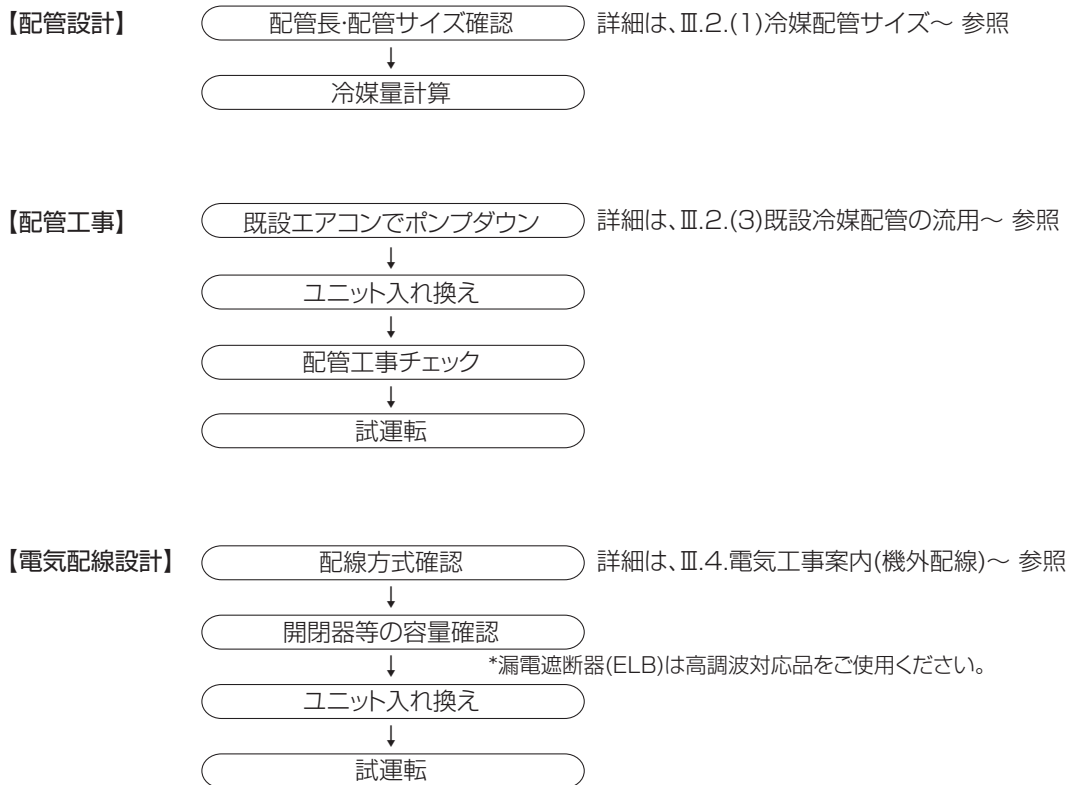 【配管設計】 配管長・配管サイズ確認 詳細は、Ⅲ.2.(1)冷媒配管サイズ～ 参照
↓
冷媒量計算
【配管工事】 既設エアコンでポンプダウン 詳細は、Ⅲ.2.(3)既設冷媒配管の流用～ 参照
↓
ユニット入れ換え
↓
配管工事チェック
↓
試運転
【電気配線設計】 配線方式確認 詳細は、Ⅲ.4.電気工事案内(機外配線)～ 参照
↓
開閉器等の容量確認
↓ *漏電遮断器(ELB)は高調波対応品をご使用ください。
ユニット入れ換え
↓
試運転